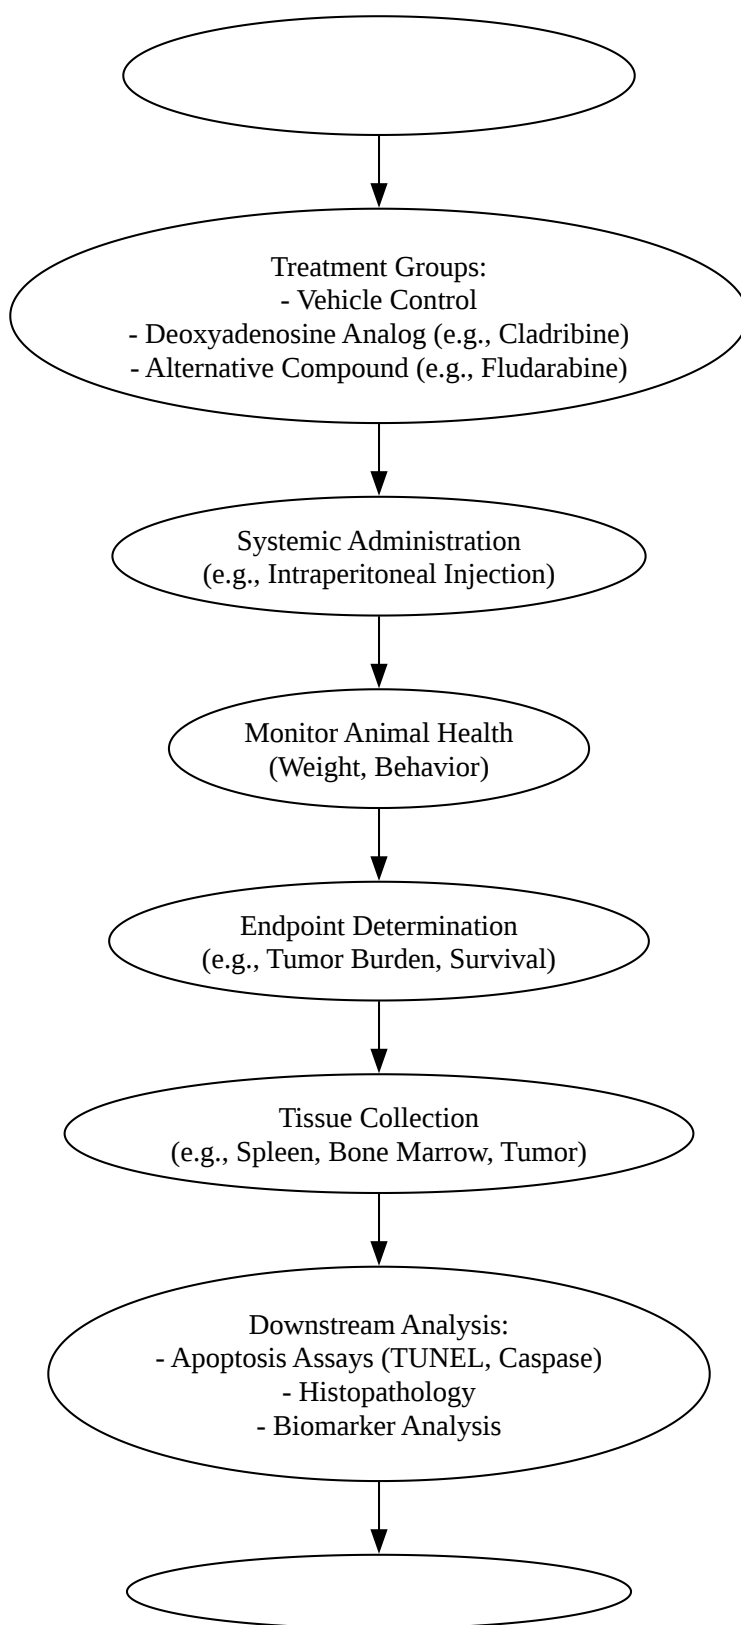 Treatment Groups:
- Vehicle Control
- Deoxyadenosine Analog (e.g., Cladribine)
- Alternative Compound (e.g., Fludarabine)
Systemic Administration
(e.g., Intraperitoneal Injection)
Monitor Animal Health
(Weight, Behavior)
Endpoint Determination
(e.g., Tumor Burden, Survival)
Tissue Collection
(e.g., Spleen, Bone Marrow, Tumor)
Downstream Analysis:
- Apoptosis Assays (TUNEL, Caspase)
- Histopathology
- Biomarker Analysis